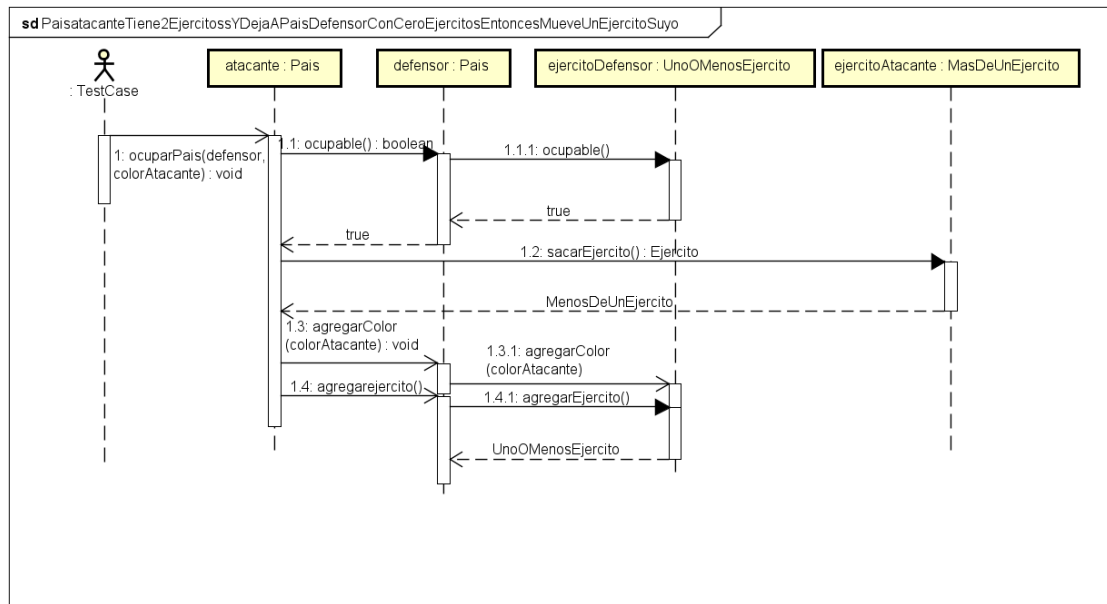 sd PaisatacanteTiene2EjercitossYDejaAPaisDefensorConCeroEjercitosEntoncesMueveUnEjercitoSuyo
atacante : Pais
defensor : Pais
ejercitoDefensor : UnoOMenosEjercito
ejercitoAtacante : MasDeUnEjercito
: TestCase
1: ocuparPais(defensor,
colorAtacante) : void
1.1: ocupable() : boolean
1.1.1: ocupable()
true
true
1.2: sacarEjercito() : Ejercito
MenosDeUnEjercito
1.3: agregarColor
(colorAtacante) : void
1.3.1: agregarColor
(colorAtacante)
1.4: agregarejercito()
1.4.1: agregarEjercito()
UnoOMenosEjercito